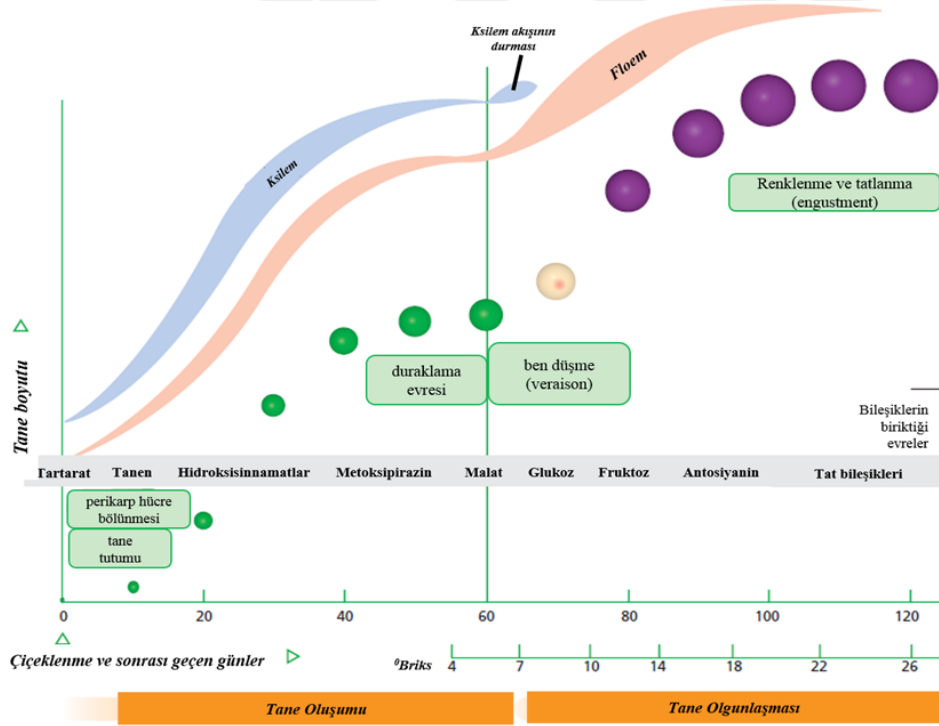 Ksilem akışının
durması
Floem
Ksilem
Renklenme ve tatlanma
(engustment)
duraklama
evresi
ben düşme
(veraison)
Tane boyutu
Bileşiklerin
biriktiği
evreler
Tartarat Tanen Hidroksisinnamatlar Metoksipirazin Malat Glukoz Fruktoz Antosiyanin Tat bileşikleri
perikarp hücre
bölünmesi
tane
tutumu
0 20 40 60 80 100 120
Çiçeklenme ve sonrası geçen günler
⁰Briks 4 7 10 14 18 22 26
Tane Oluşumu Tane Olgunlaşması